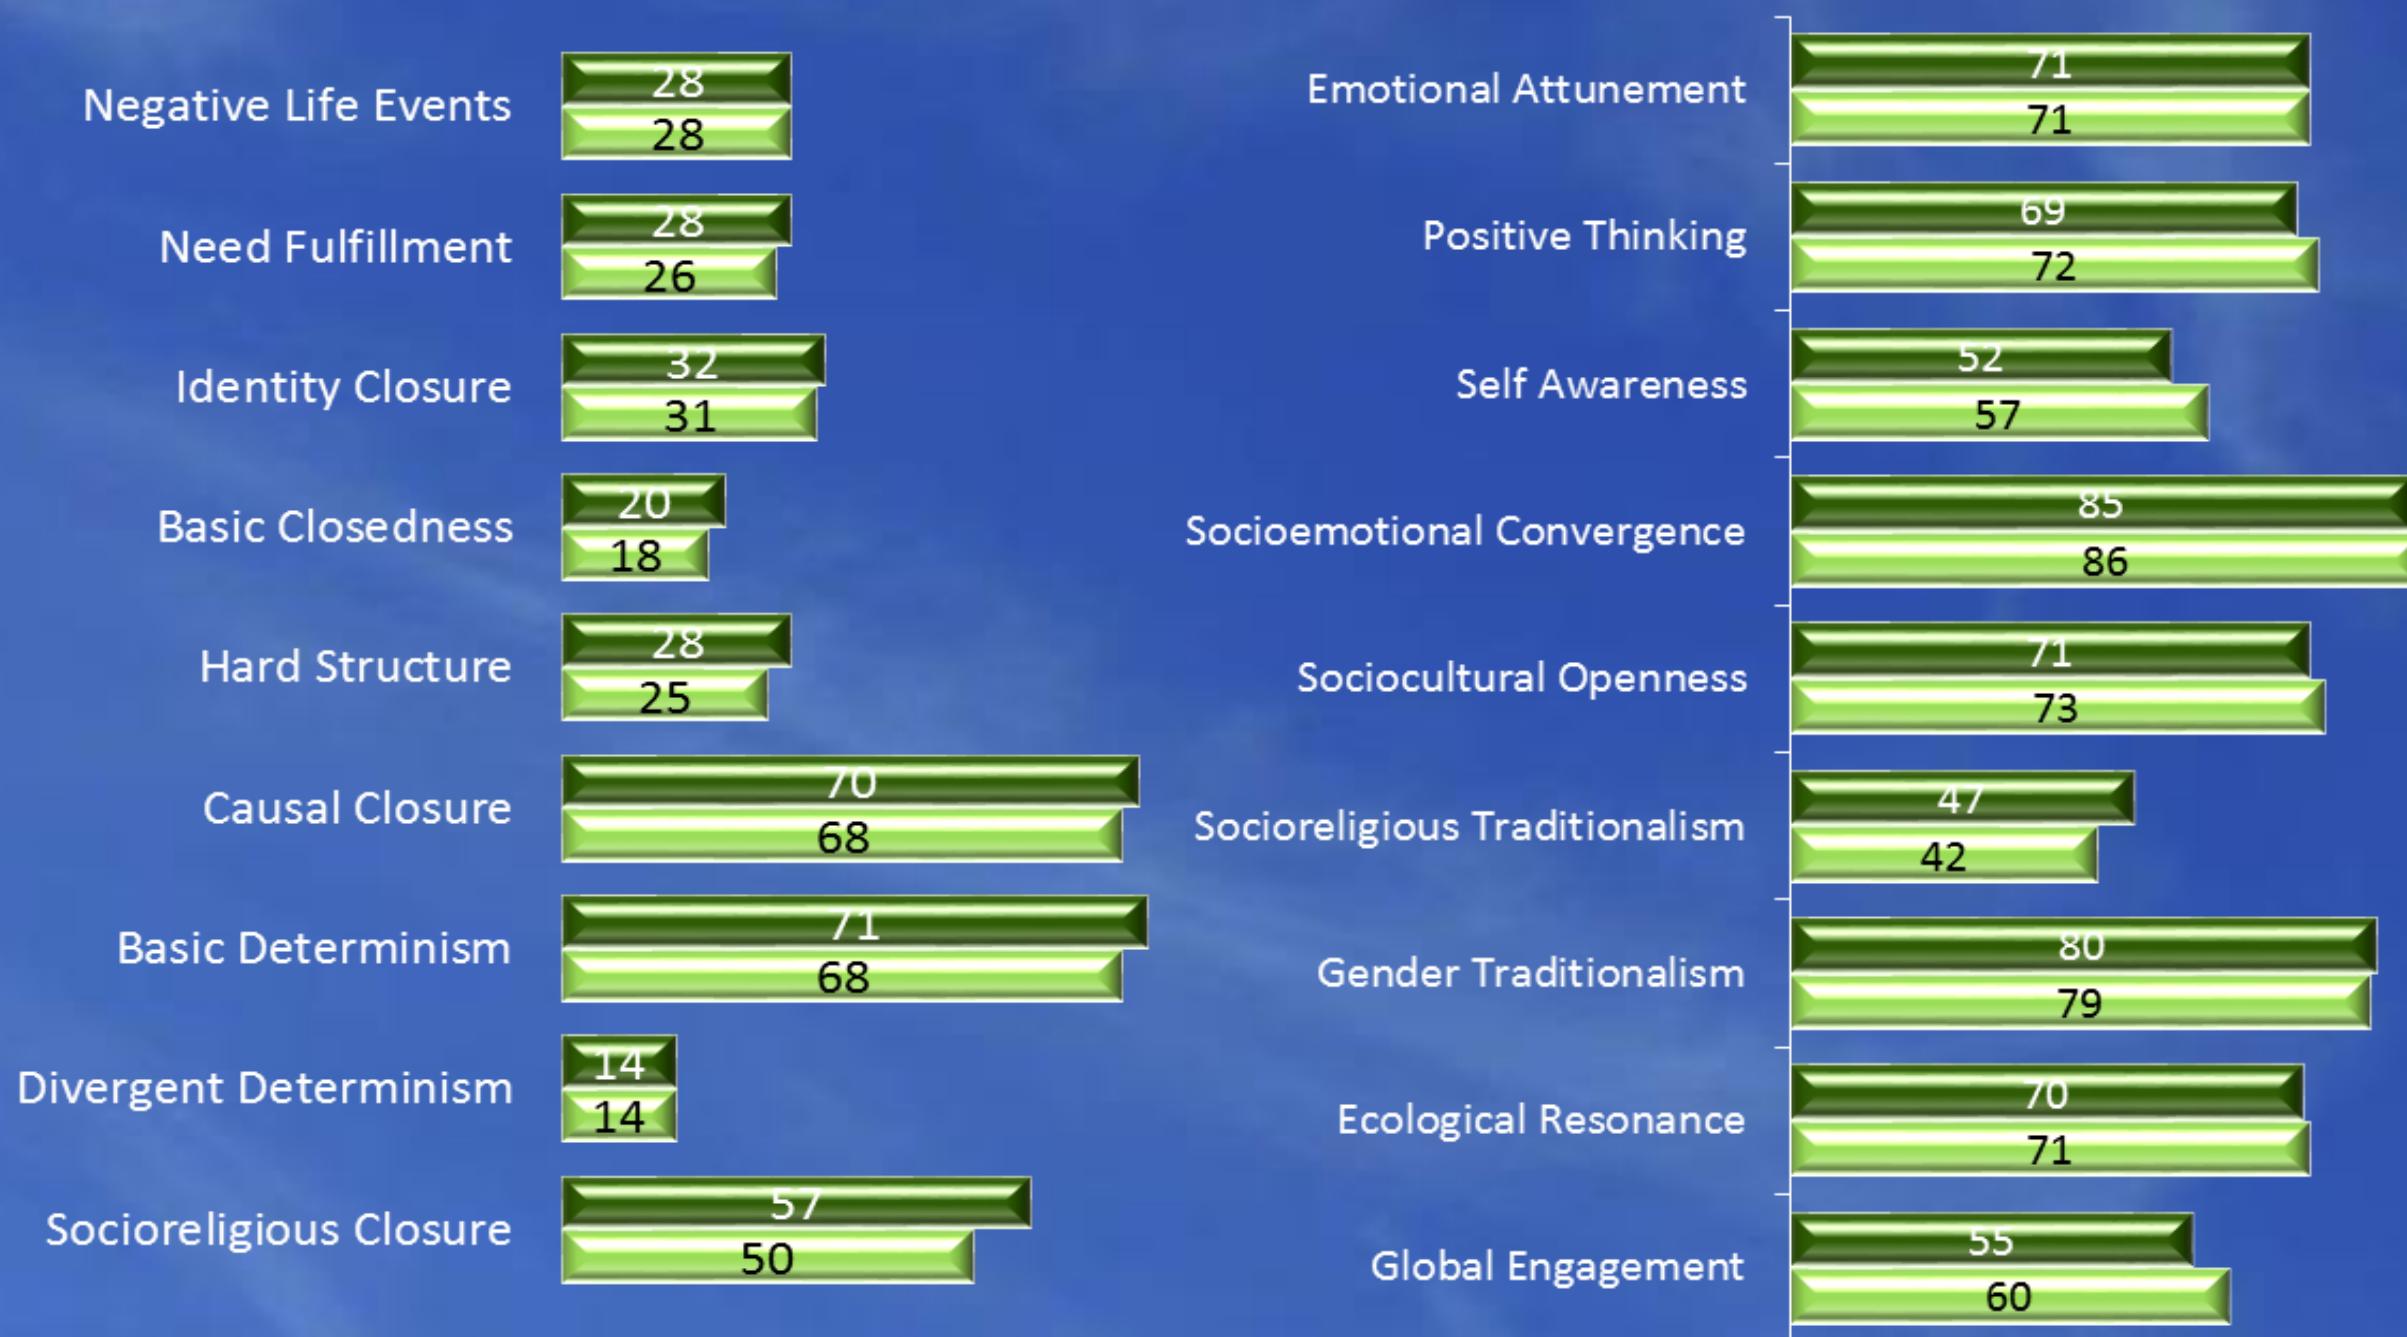 Negative Life Events
28
28
Need Fulfillment
28
26
Identity Closure
32
31
Basic Closedness
20
18
Hard Structure
28
25
Causal Closure
70
68
Basic Determinism
71
68
Divergent Determinism
14
14
Socioreligious Closure
57
50
Emotional Attunement
71
71
Positive Thinking
69
72
Self Awareness
52
57
Socioemotional Convergence
85
86
Sociocultural Openness
71
73
Socioreligious Traditionalism
47
42
Gender Traditionalism
80
79
Ecological Resonance
70
71
Global Engagement
55
60